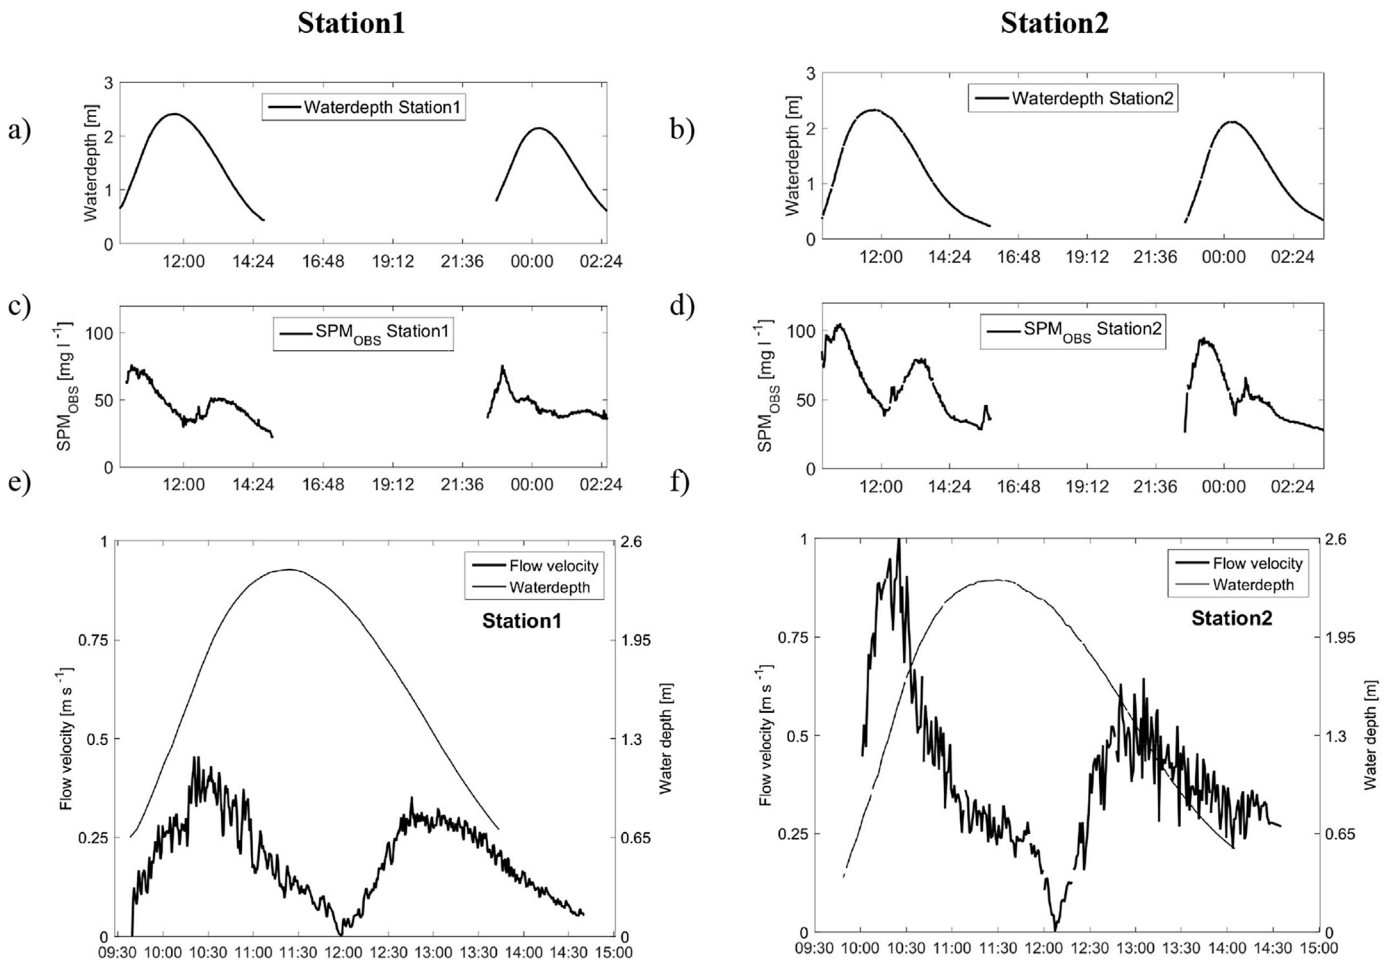 Station1
Station2
a)
Waterdepth [m]
3
2
1
0
Waterdepth Station1
12:00 14:24 16:48 19:12 21:36 00:00 02:24
b)
Waterdepth [m]
3
2
1
0
Waterdepth Station2
12:00 14:24 16:48 19:12 21:36 00:00 02:24
c)
SPM_OBS [mg l⁻¹]
100
50
0
SPM_OBS Station1
12:00 14:24 16:48 19:12 21:36 00:00 02:24
d)
SPM_OBS [mg l⁻¹]
100
50
0
SPM_OBS Station2
12:00 14:24 16:48 19:12 21:36 00:00 02:24
e)
Flow velocity [m s⁻¹]
1
0.75
0.5
0.25
0
Flow velocity
Waterdepth
Station1
2.6
1.95
1.3
0.65
0
Water depth [m]
09:30 10:00 10:30 11:00 11:30 12:00 12:30 13:00 13:30 14:00 14:30 15:00
f)
Flow velocity [m s⁻¹]
1
0.75
0.5
0.25
0
Flow velocity
Waterdepth
Station2
2.6
1.95
1.3
0.65
0
Water depth [m]
09:30 10:00 10:30 11:00 11:30 12:00 12:30 13:00 13:30 14:00 14:30 15:00